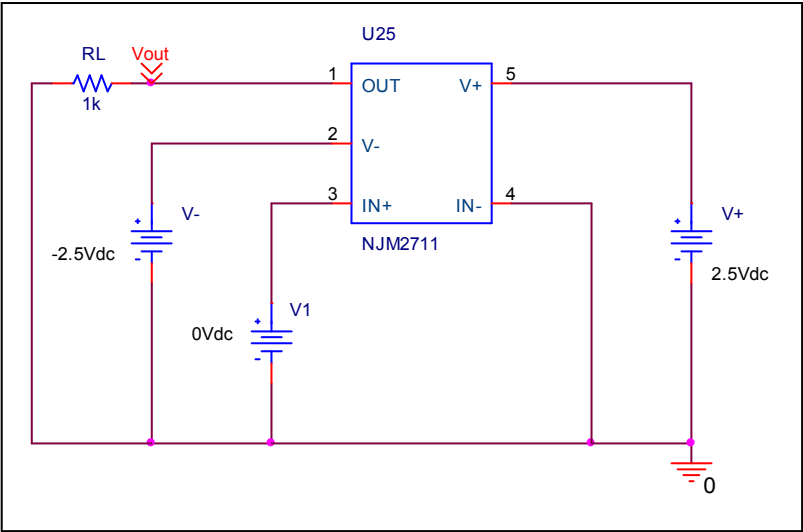 U25
RL
Vout
1k
1
OUT
V+
5
2
V-
3
IN+
IN-
4
NJM2711
V-
+
-
-2.5Vdc
V1
+
-
0Vdc
V+
+
-
2.5Vdc
0